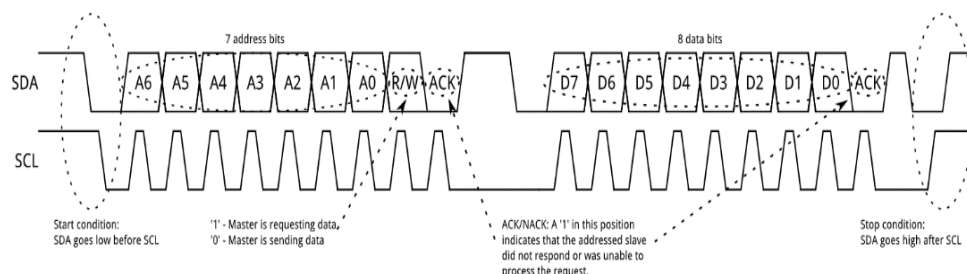 7 address bits
8 data bits
SDA
A6 A5 A4 A3 A2 A1 A0 R/W ACK
D7 D6 D5 D4 D3 D2 D1 D0 ACK
SCL
Start condition:
SDA goes low before SCL
'1' - Master is requesting data
'0' - Master is sending data
ACK/NACK: A '1' in this position
indicates that the addressed slave
did not respond or was unable to
process the request.
Stop condition:
SDA goes high after SCL